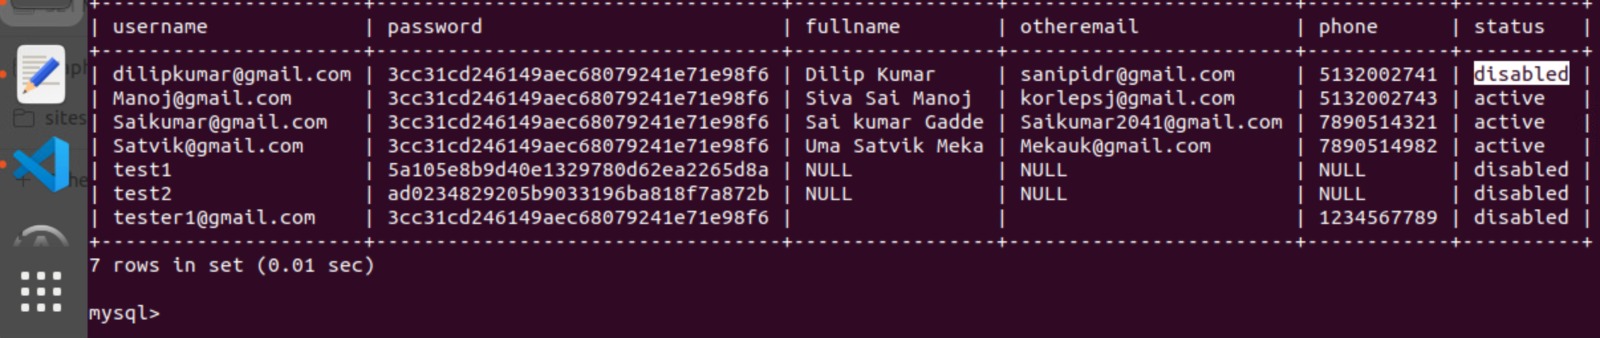 | username | password | fullname | otheremail | phone | status |
| dilipkumar@gmail.com | 3cc31cd246149aec68079241e71e98f6 | Dilip Kumar | sanipidr@gmail.com | 5132002741 | disabled |
| Manoj@gmail.com | 3cc31cd246149aec68079241e71e98f6 | Siva Sai Manoj | korlepsj@gmail.com | 5132002743 | active |
| Saikumar@gmail.com | 3cc31cd246149aec68079241e71e98f6 | Sai kumar Gadde | Saikumar2041@gmail.com | 7890514321 | active |
| Satvik@gmail.com | 3cc31cd246149aec68079241e71e98f6 | Uma Satvik Meka | Mekauk@gmail.com | 7890514982 | active |
| test1 | 5a105e8b9d40e1329780d62ea2265d8a | NULL | NULL | NULL | disabled |
| test2 | ad0234829205b9033196ba818f7a872b | NULL | NULL | NULL | disabled |
| tester1@gmail.com | 3cc31cd246149aec68079241e71e98f6 | | | 1234567789 | disabled |
7 rows in set (0.01 sec)
mysql>
sites